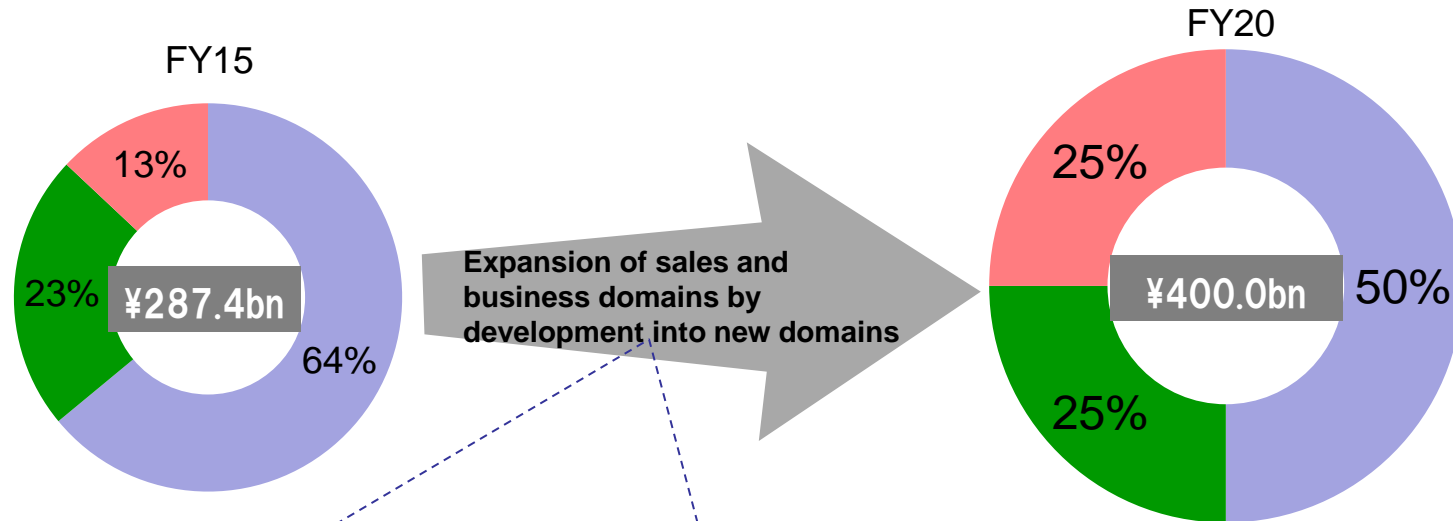 FY15
13%
23%
¥287.4bn
64%
Expansion of sales and
business domains by
development into new domains
FY20
25%
¥400.0bn
50%
25%